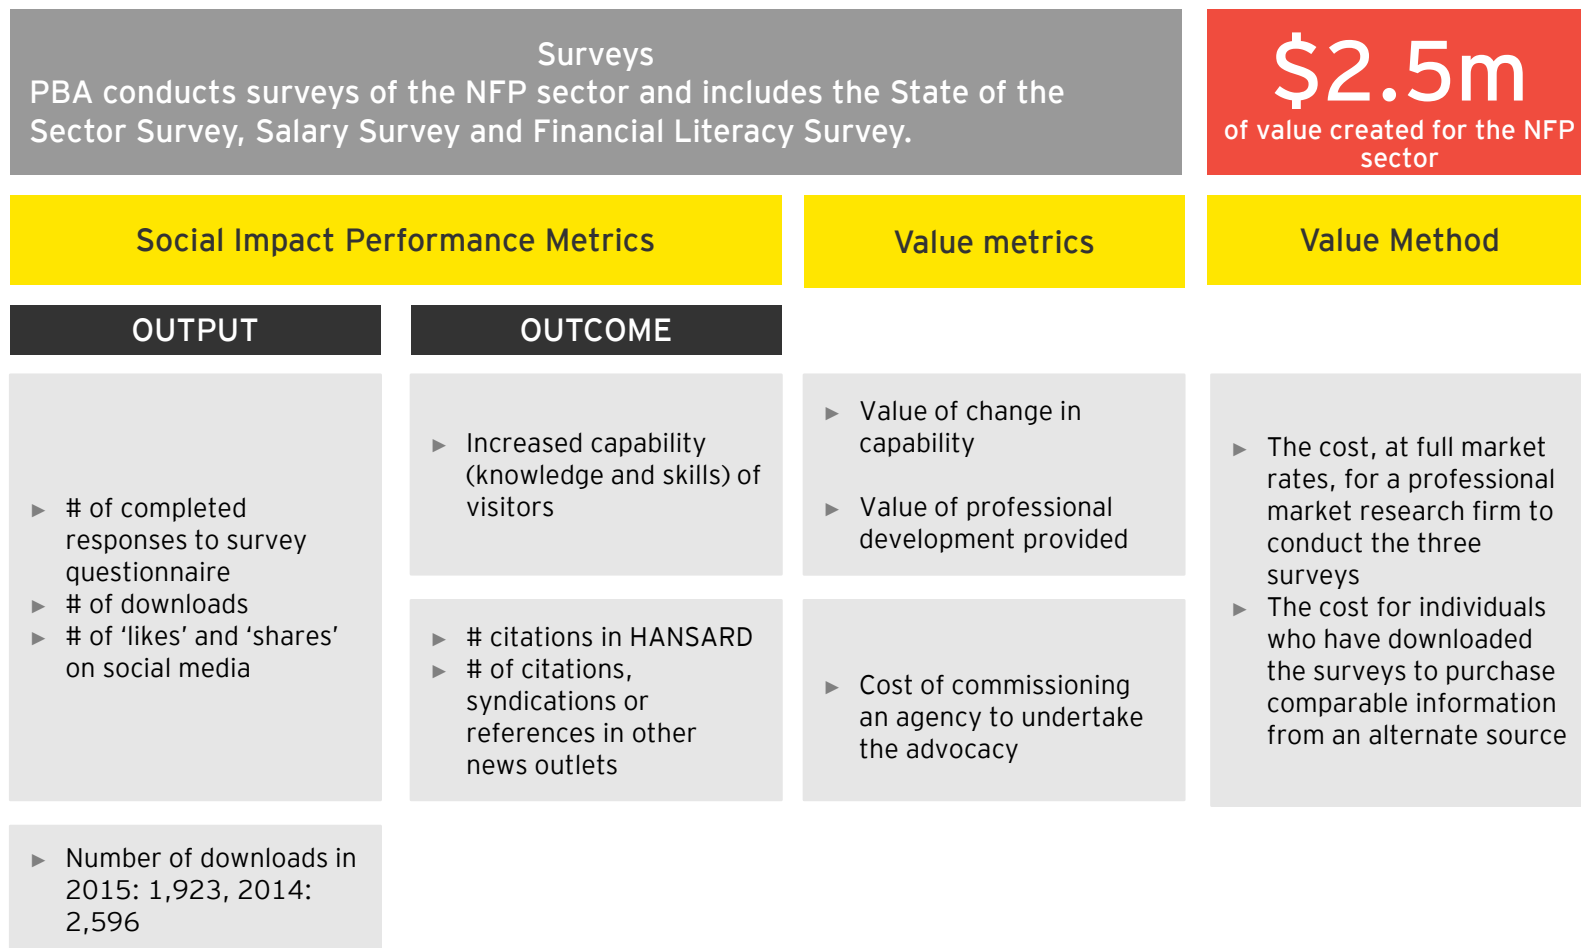 Surveys
PBA conducts surveys of the NFP sector and includes the State of the
Sector Survey, Salary Survey and Financial Literacy Survey.
$2.5m
of value created for the NFP
sector
Social Impact Performance Metrics
Value metrics
Value Method
OUTPUT
OUTCOME
► # of completed
responses to survey
questionnaire
► # of downloads
► # of ‘likes’ and ‘shares’
on social media
► Increased capability
(knowledge and skills) of
visitors
► # citations in HANSARD
► # of citations,
syndications or
references in other
news outlets
► Value of change in
capability
► Value of professional
development provided
► Cost of commissioning
an agency to undertake
the advocacy
► The cost, at full market
rates, for a professional
market research firm to
conduct the three
surveys
► The cost for individuals
who have downloaded
the surveys to purchase
comparable information
from an alternate source
► Number of downloads in
2015: 1,923, 2014:
2,596